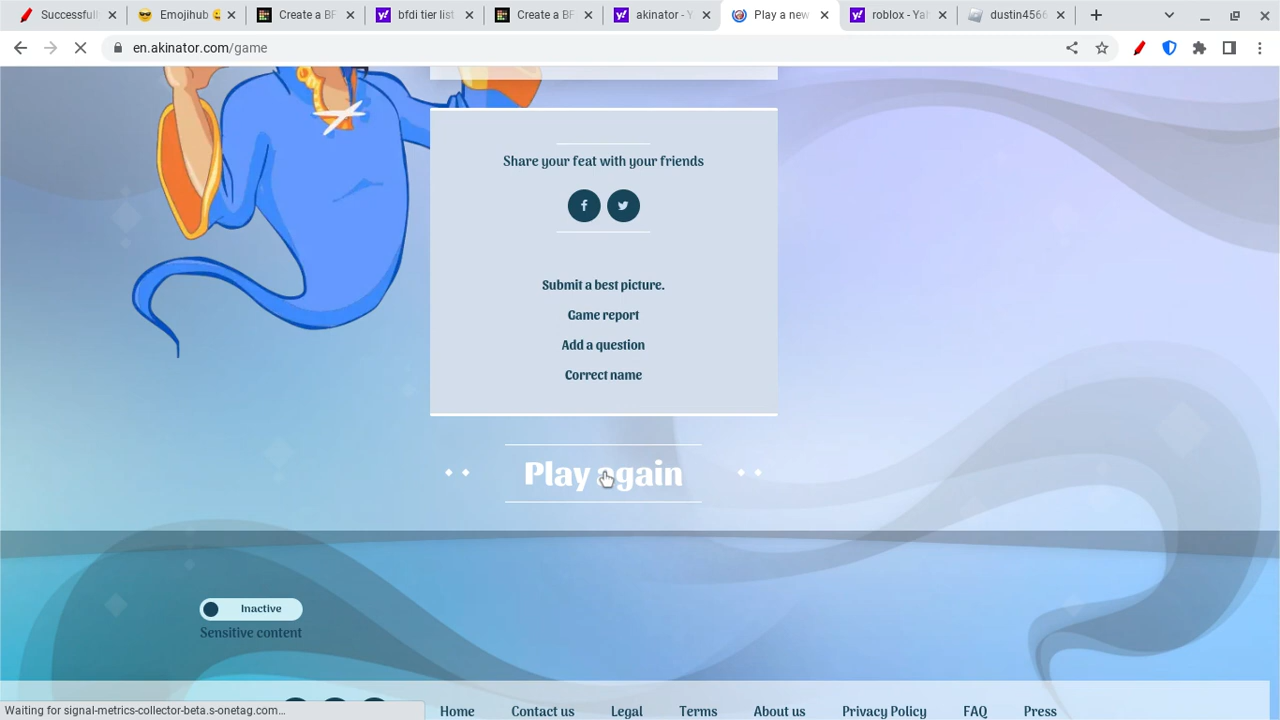 Successfull
Emojihub
Create a BF
bfdi tier list
Create a BF
akinator - Y
Play a new
roblox - Ya
dustin4566
en.akinator.com/game
Share your feat with your friends
Submit a best picture.
Game report
Add a question
Correct name
Play again
Inactive
Sensitive content
Waiting for signal-metrics-collector-beta.s-onetag.com...
Home
Contact us
Legal
Terms
About us
Privacy Policy
FAQ
Press